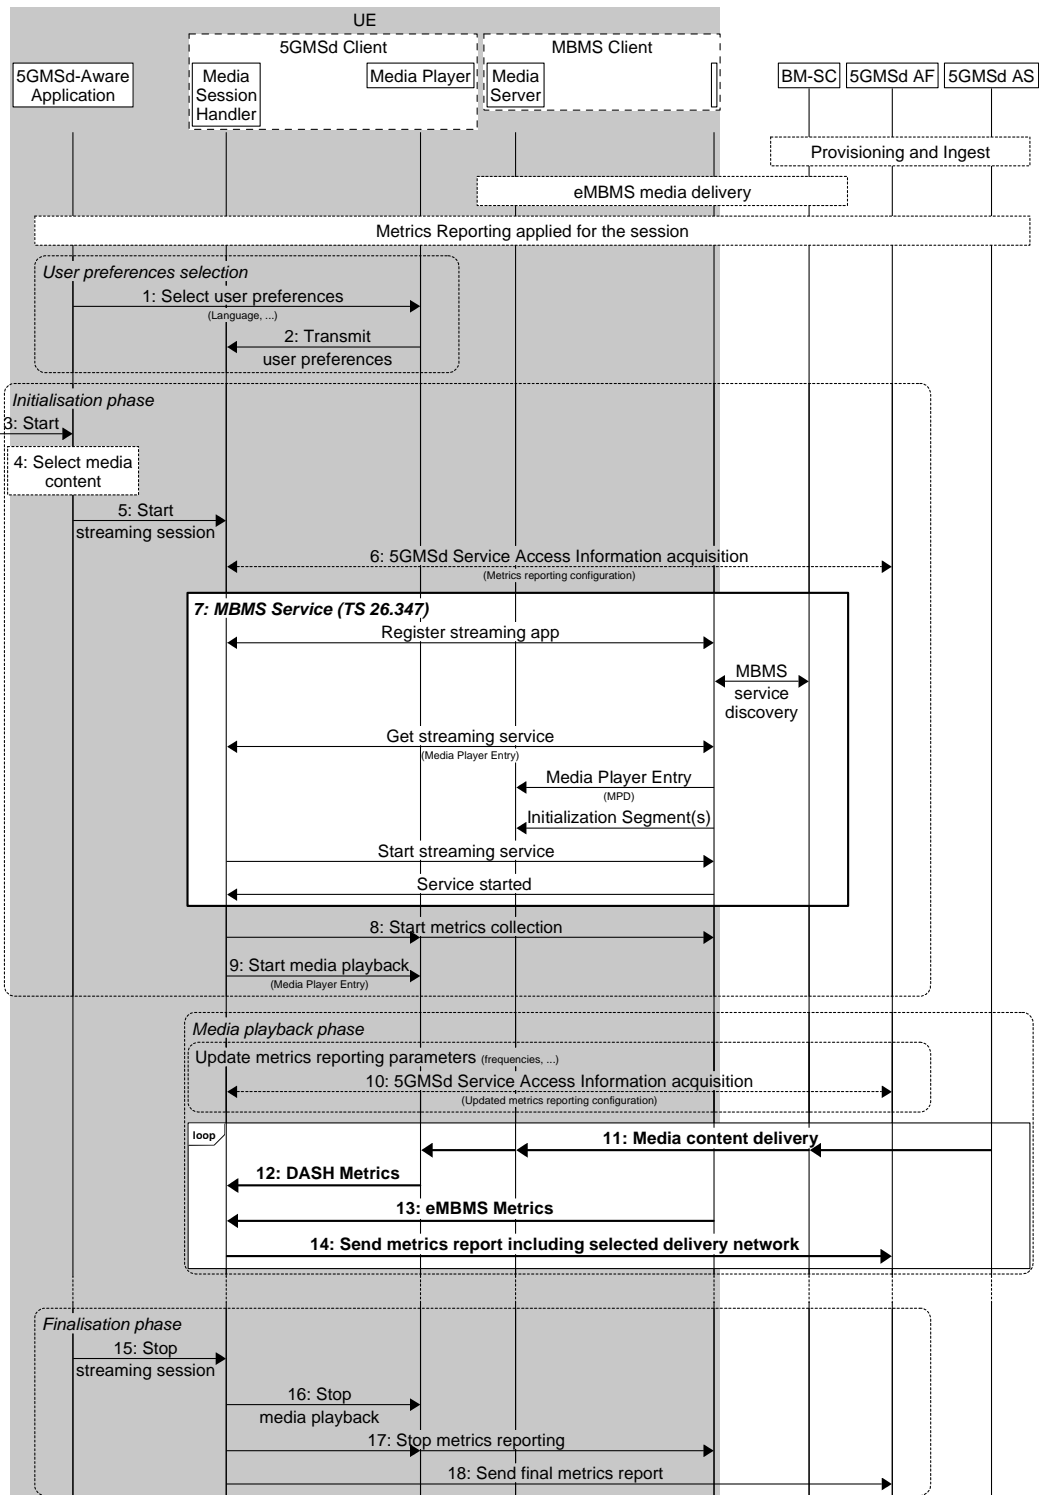 UE
5GMSd Client
MBMS Client
5GMSd-Aware
Application
Media
Session
Handler
Media Player
Media
Server
BM-SC
5GMSd AF
5GMSd AS
Provisioning and Ingest
eMBMS media delivery
Metrics Reporting applied for the session
User preferences selection
1: Select user preferences
(Language, ...)
2: Transmit
user preferences
Initialisation phase
3: Start
4: Select media
content
5: Start
streaming session
6: 5GMSd Service Access Information acquisition
(Metrics reporting configuration)
7: MBMS Service (TS 26.347)
Register streaming app
MBMS
service
discovery
Get streaming service
(Media Player Entry)
Media Player Entry
(MPD)
Initialization Segment(s)
Start streaming service
Service started
8: Start metrics collection
9: Start media playback
(Media Player Entry)
Media playback phase
Update metrics reporting parameters (frequencies, ...)
10: 5GMSd Service Access Information acquisition
(Updated metrics reporting configuration)
loop
11: Media content delivery
12: DASH Metrics
13: eMBMS Metrics
14: Send metrics report including selected delivery network
Finalisation phase
15: Stop
streaming session
16: Stop
media playback
17: Stop metrics reporting
18: Send final metrics report